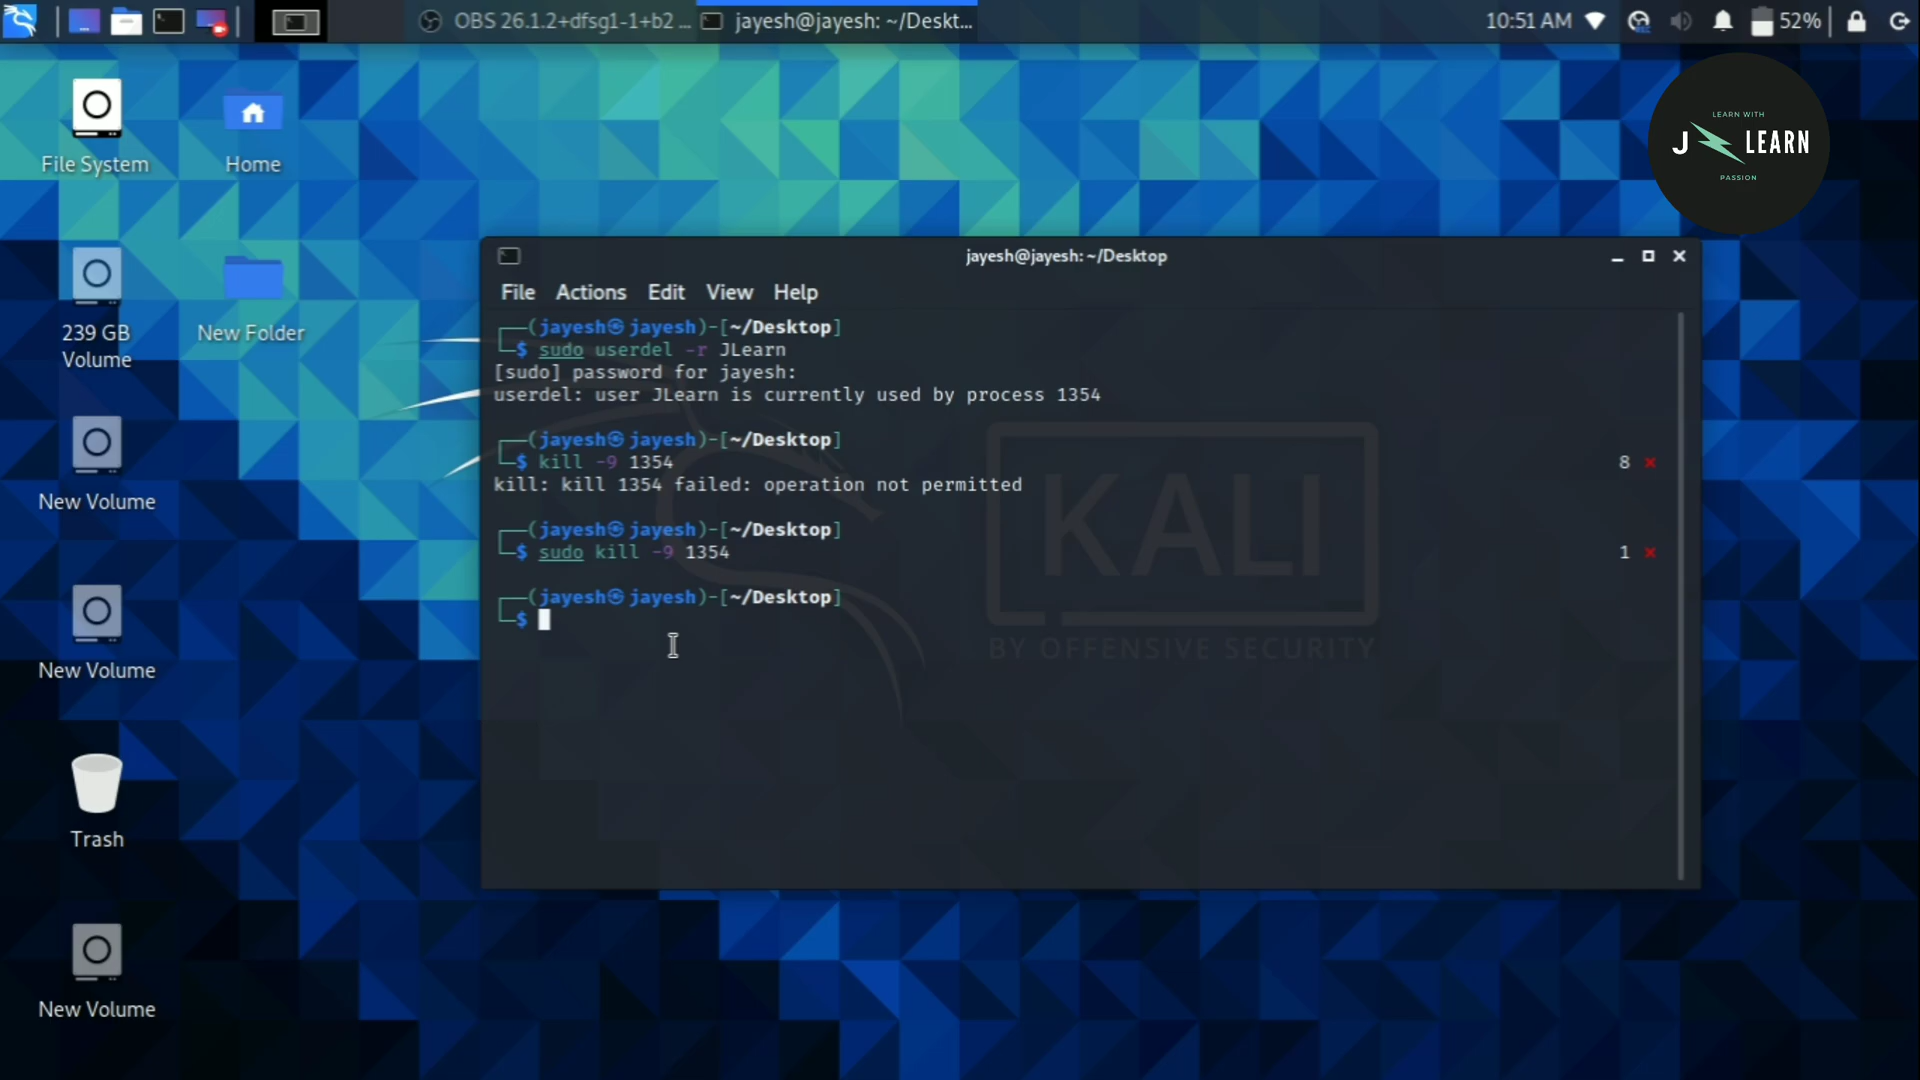 OBS 26.1.2+dfsg1-1+b2 ...
jayesh@jayesh: ~/Deskt...
10:51 AM
52%
File System
Home
LEARN WITH
J LEARN
PASSION
239 GB
Volume
New Folder
New Volume
New Volume
Trash
New Volume
jayesh@jayesh: ~/Desktop
File Actions Edit View Help
┌──(jayesh㉿jayesh)-[~/Desktop]
└─$ sudo userdel -r JLearn
[sudo] password for jayesh:
userdel: user JLearn is currently used by process 1354
┌──(jayesh㉿jayesh)-[~/Desktop]
└─$ kill -9 1354 8 ⨯
kill: kill 1354 failed: operation not permitted
┌──(jayesh㉿jayesh)-[~/Desktop]
└─$ sudo kill -9 1354 1 ⨯
┌──(jayesh㉿jayesh)-[~/Desktop]
└─$
KALI
BY OFFENSIVE SECURITY